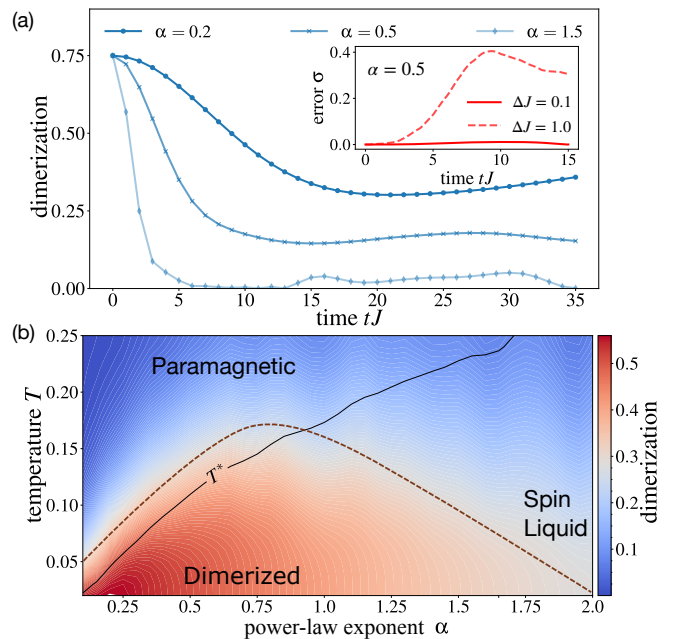 (a)
α = 0.2
α = 0.5
α = 1.5
dimerization
0.75
0.50
0.25
0.00
0
5
10
15
20
25
30
35
time tJ
error σ
0.4
0.2
0.0
α = 0.5
ΔJ = 0.1
ΔJ = 1.0
0
5
10
15
time tJ
(b)
temperature T
0.25
0.20
0.15
0.10
0.05
Paramagnetic
T*
Dimerized
Spin
Liquid
0.25
0.50
0.75
1.0
1.25
1.5
1.75
2.0
power-law exponent α
0.5
0.4
0.3
0.2
0.1
dimerization